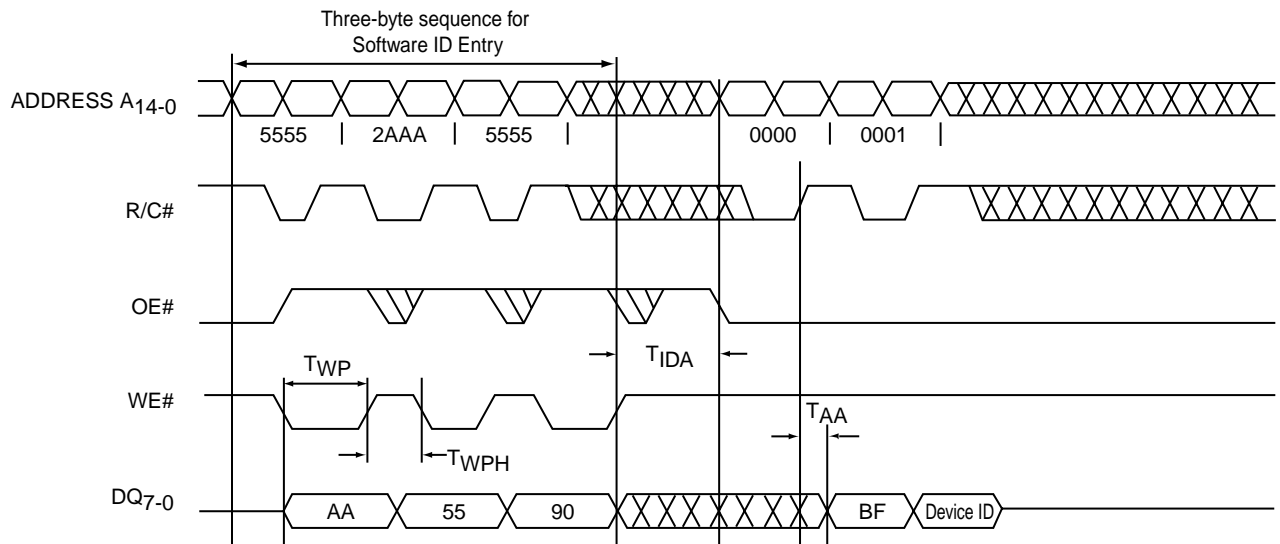 Three-byte sequence for
Software ID Entry
ADDRESS A14-0
5555 | 2AAA | 5555 | 0000 | 0001 |
R/C#
OE#
TIDA
TWP
WE#
TAA
TWPH
DQ7-0
AA 55 90 BF Device ID